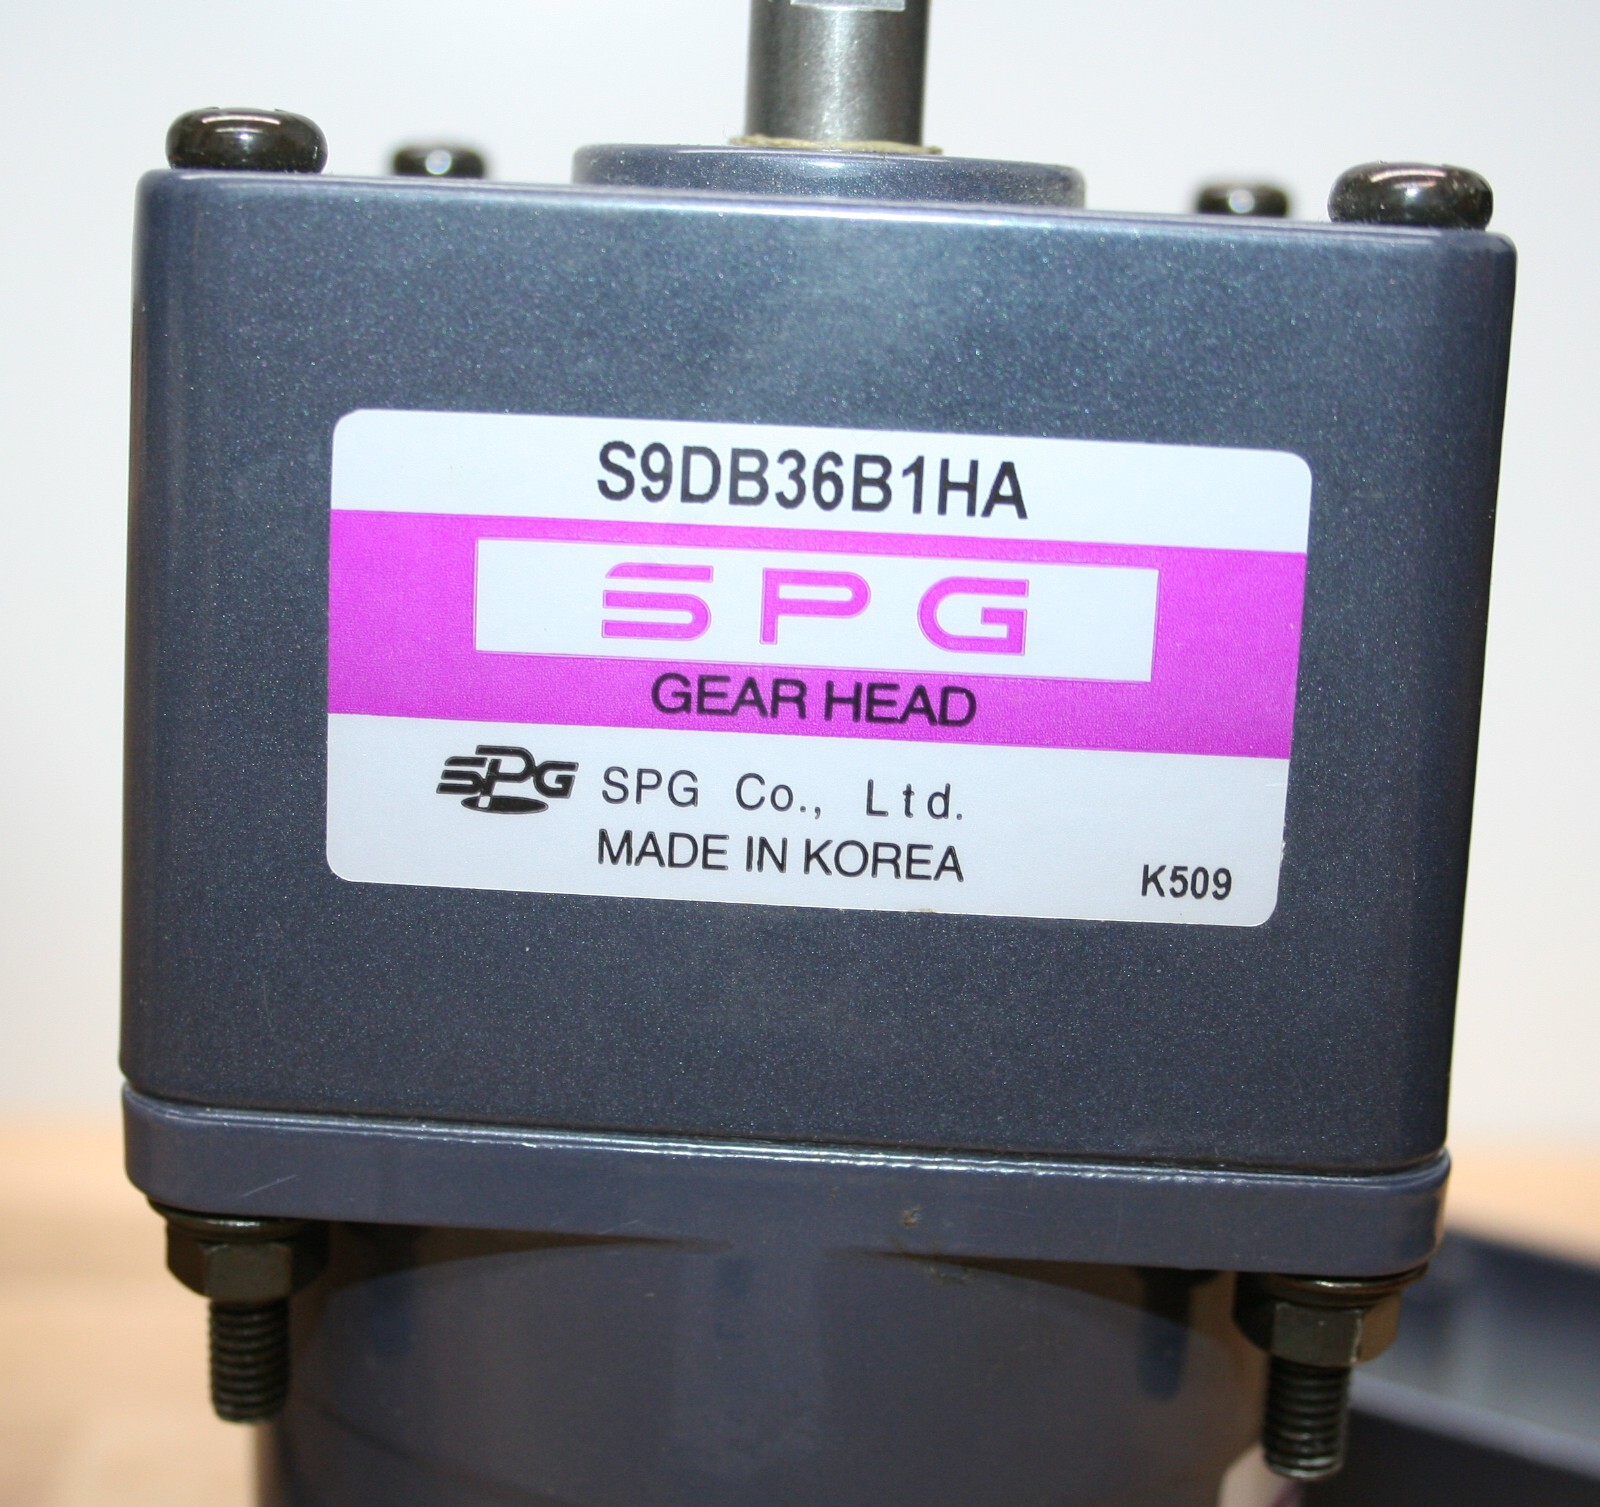 S9DB36B1HA
SPG
GEAR HEAD
SPG SPG Co., Ltd.
MADE IN KOREA
K509